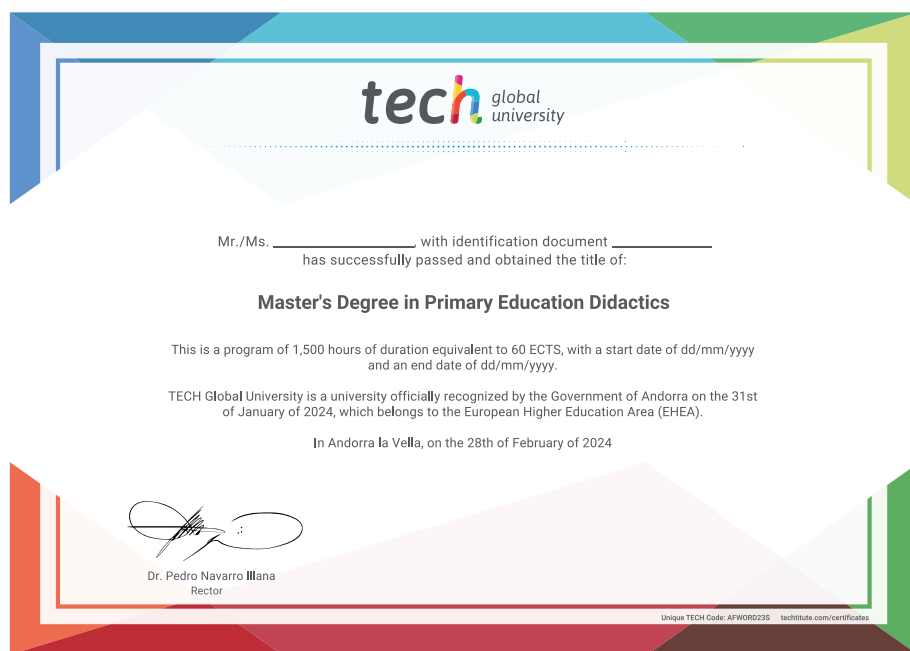 tech global
university
Mr./Ms. ____________, with identification document ____________
has successfully passed and obtained the title of:
Master's Degree in Primary Education Didactics
This is a program of 1,500 hours of duration equivalent to 60 ECTS, with a start date of dd/mm/yyyy
and an end date of dd/mm/yyyy.
TECH Global University is a university officially recognized by the Government of Andorra on the 31st
of January of 2024, which belongs to the European Higher Education Area (EHEA).
In Andorra la Vella, on the 28th of February of 2024
Dr. Pedro Navarro Illana
Rector
Unique TECH Code: AFWORD23S techtitute.com/certificates